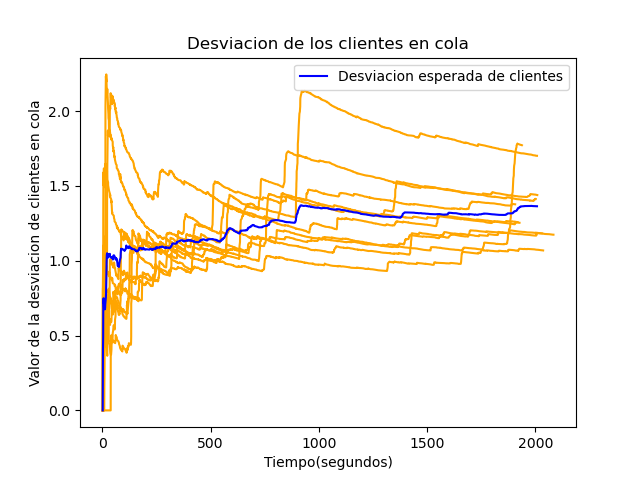 Desviacion de los clientes en cola
Desviacion esperada de clientes
Valor de la desviacion de clientes en cola
2.0
1.5
1.0
0.5
0.0
0 500 1000 1500 2000
Tiempo(segundos)